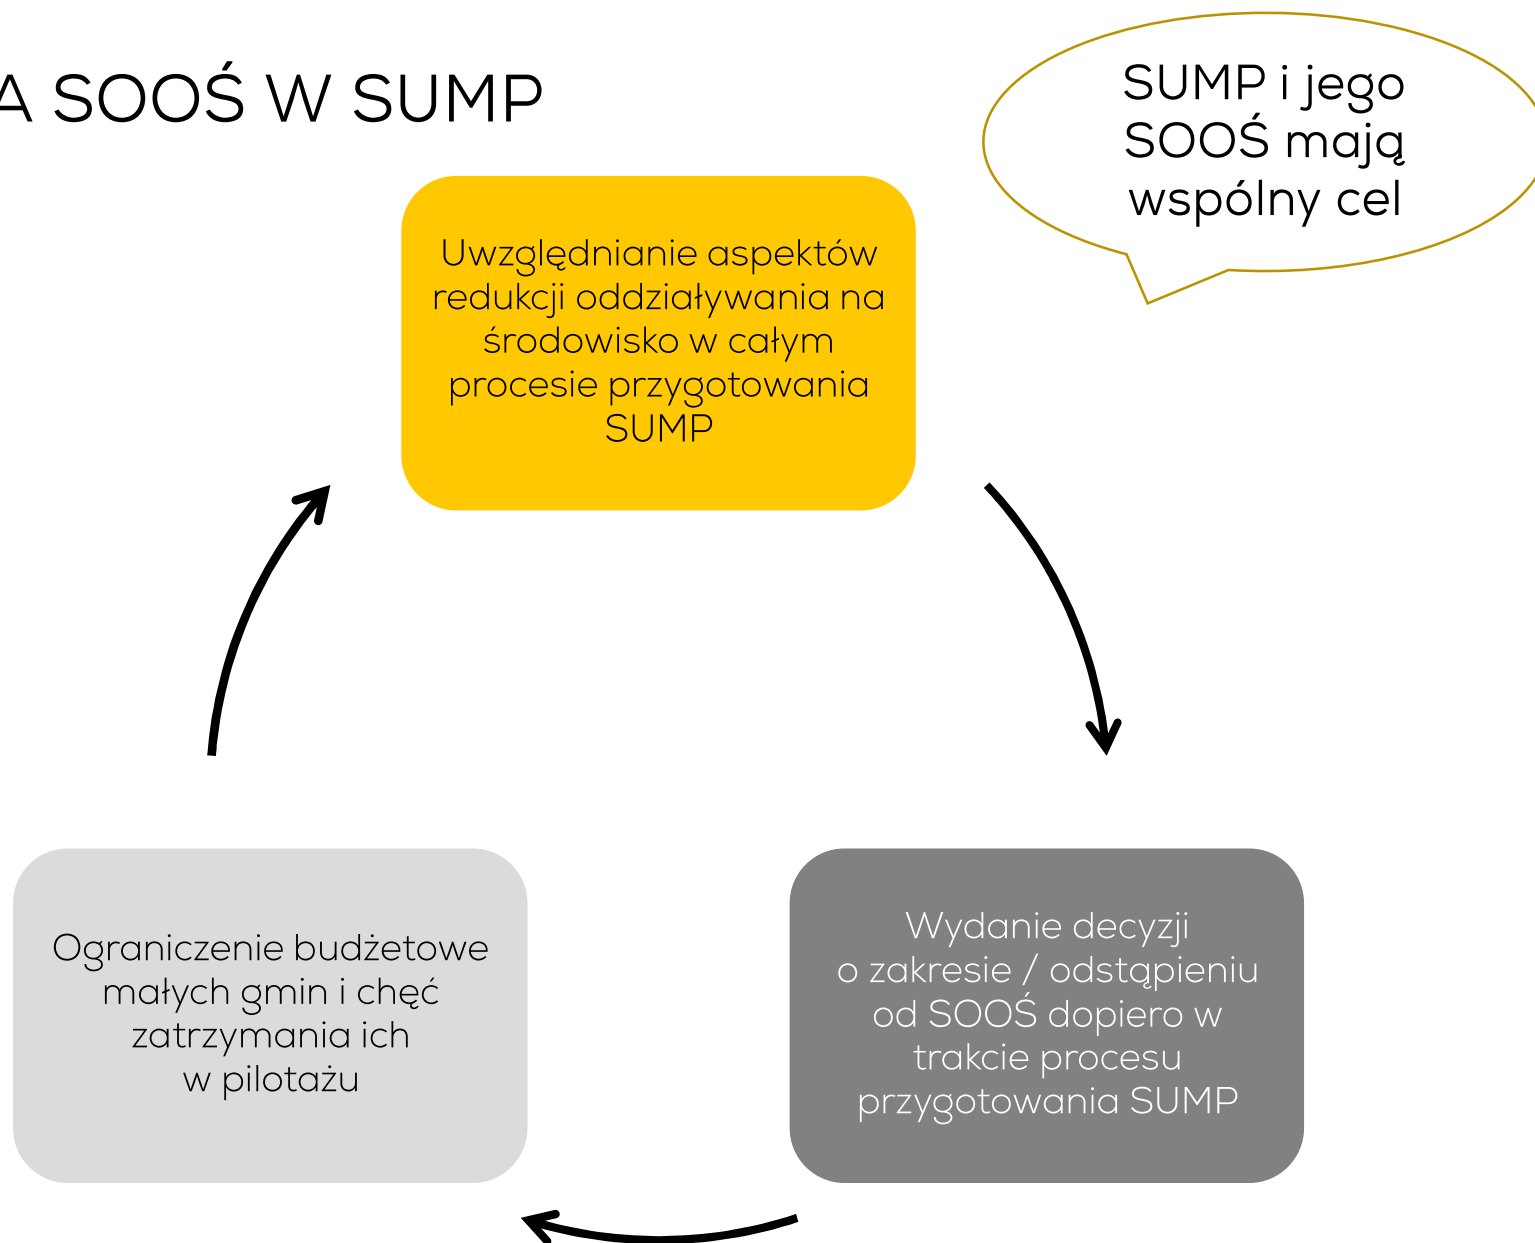 A SOOŚ W SUMP
SUMP i jego
SOOŚ mają
wspólny cel
Uwzględnianie aspektów
redukcji oddziaływania na
środowisko w całym
procesie przygotowania
SUMP
Ograniczenie budżetowe
małych gmin i chęć
zatrzymania ich
w pilotażu
Wydanie decyzji
o zakresie / odstąpieniu
od SOOŚ dopiero w
trakcie procesu
przygotowania SUMP